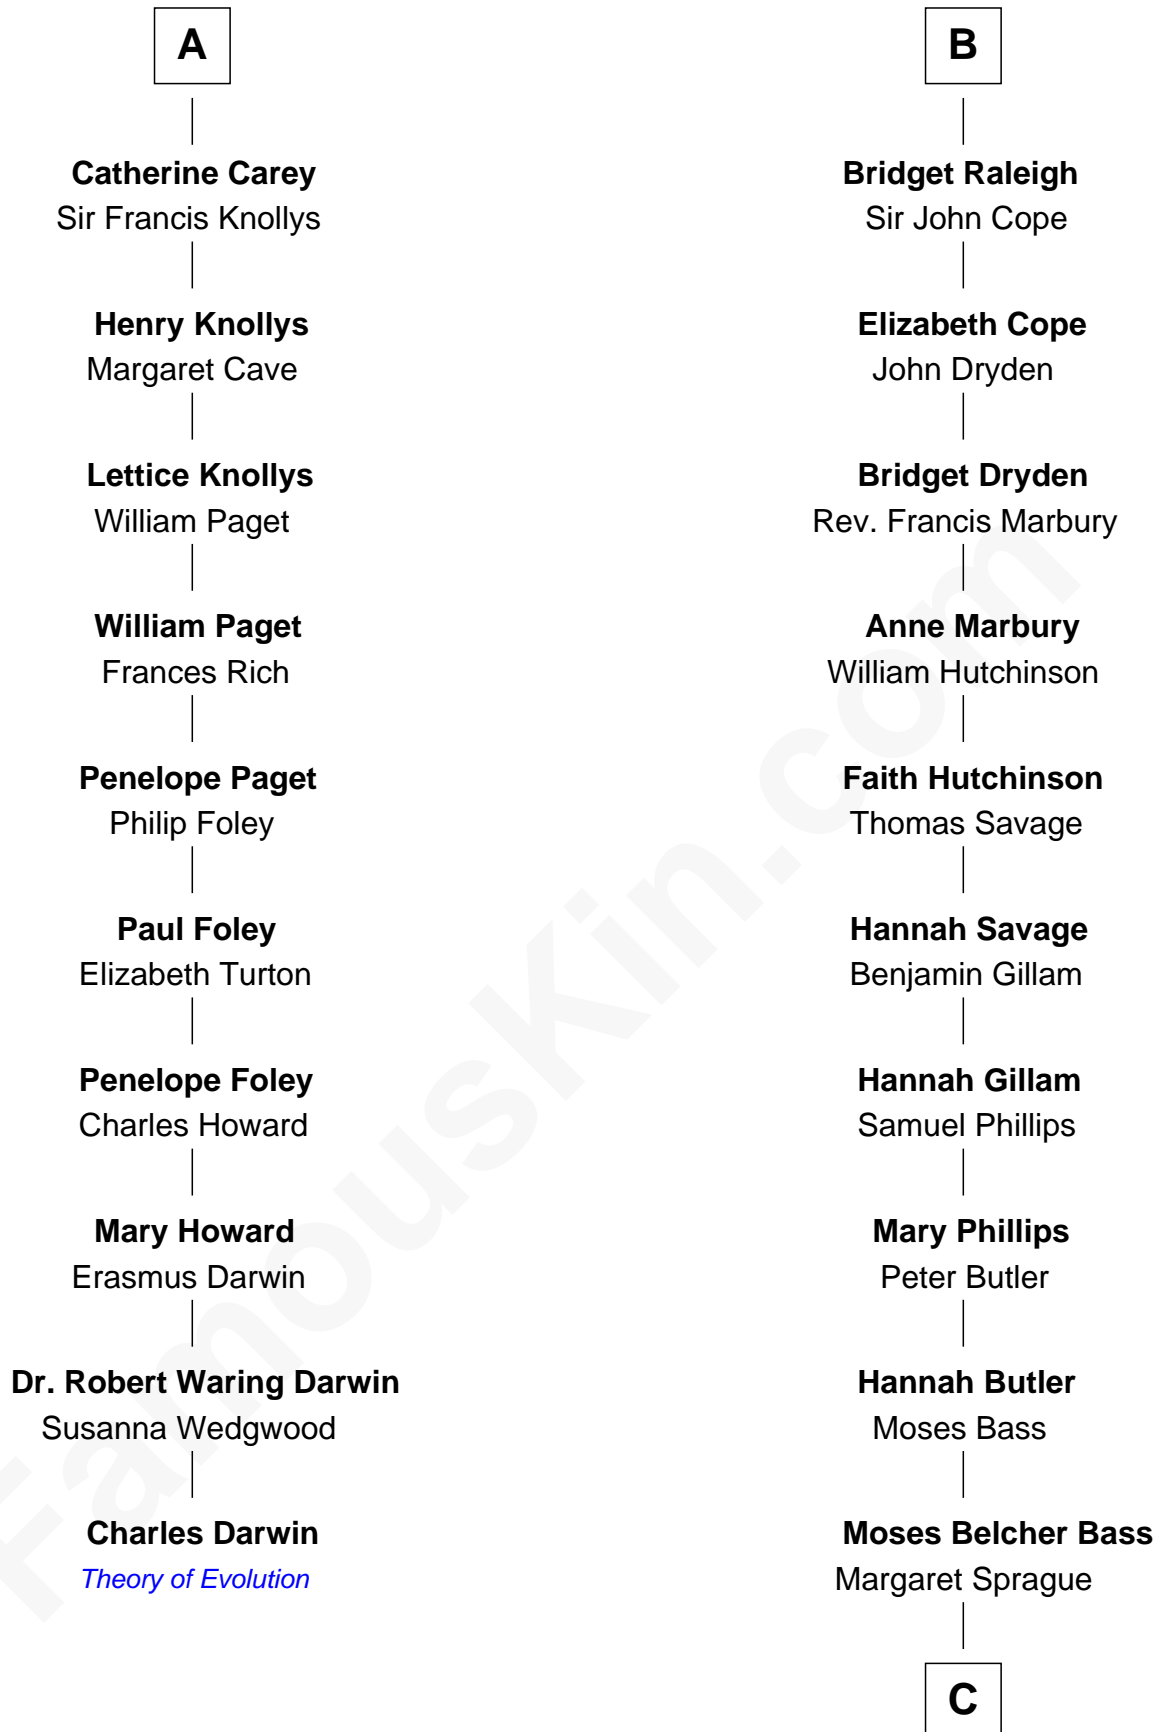 A
Catherine Carey
Sir Francis Knollys
Henry Knollys
Margaret Cave
Lettice Knollys
William Paget
William Paget
Frances Rich
Penelope Paget
Philip Foley
Paul Foley
Elizabeth Turton
Penelope Foley
Charles Howard
Mary Howard
Erasmus Darwin
Dr. Robert Waring Darwin
Susanna Wedgwood
Charles Darwin
Theory of Evolution
B
Bridget Raleigh
Sir John Cope
Elizabeth Cope
John Dryden
Bridget Dryden
Rev. Francis Marbury
Anne Marbury
William Hutchinson
Faith Hutchinson
Thomas Savage
Hannah Savage
Benjamin Gillam
Hannah Gillam
Samuel Phillips
Mary Phillips
Peter Butler
Hannah Butler
Moses Bass
Moses Belcher Bass
Margaret Sprague
C
FamousKin.com